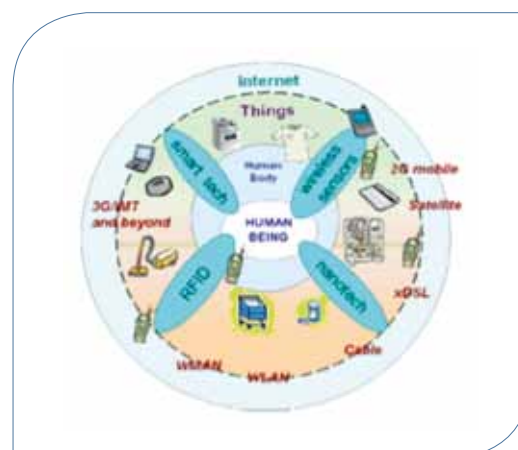 Internet
Things
smart tech
wireless
sensors
Human
Body
2G mobile
Satellite
3G/IMT
and beyond
HUMAN
BEING
RFID
nanotech
xDSL
Cable
WMAN
WLAN